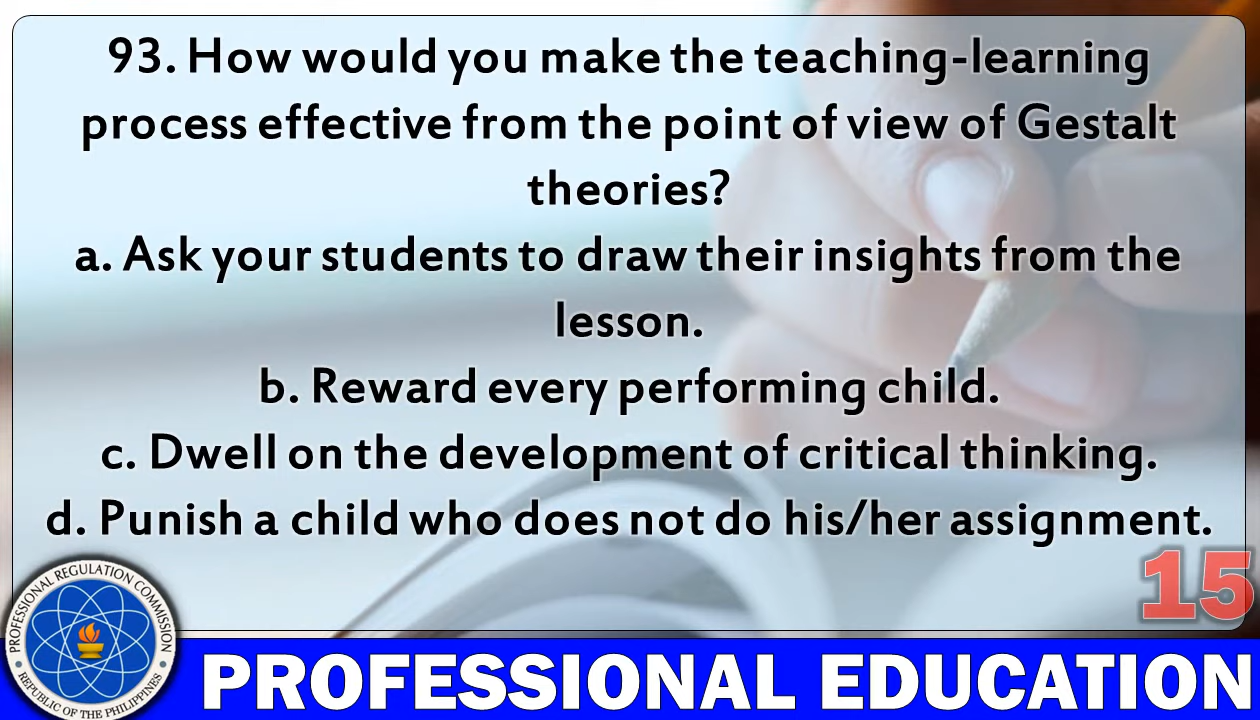 93. How would you make the teaching-learning
process effective from the point of view of Gestalt
theories?
a. Ask your students to draw their insights from the
lesson.
b. Reward every performing child.
c. Dwell on the development of critical thinking.
d. Punish a child who does not do his/her assignment.
15
PROFESSIONAL REGULATION COMMISSION
REPUBLIC OF THE PHILIPPINES
PROFESSIONAL EDUCATION